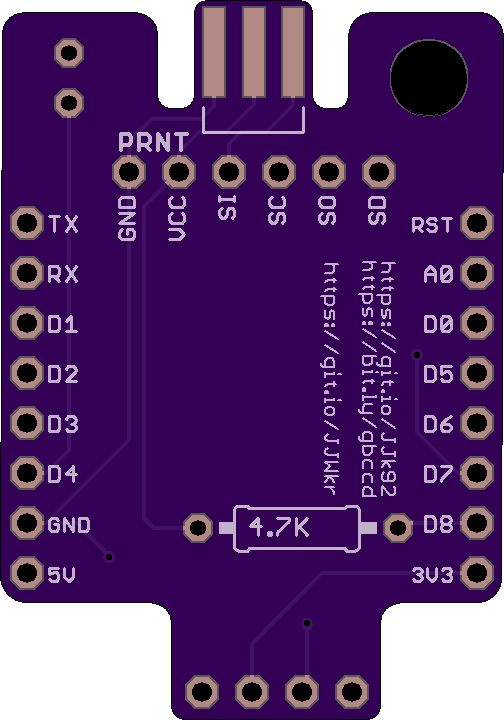 PRNT
GND
VCC
SI
SC
SO
SD
TX
RX
D1
D2
D3
D4
GND
5V
RST
A0
D0
D5
D6
D7
D8
3V3
https://git.io/JJk92
https://bit.ly/gbccd
https://git.io/JJWkr
4.7K